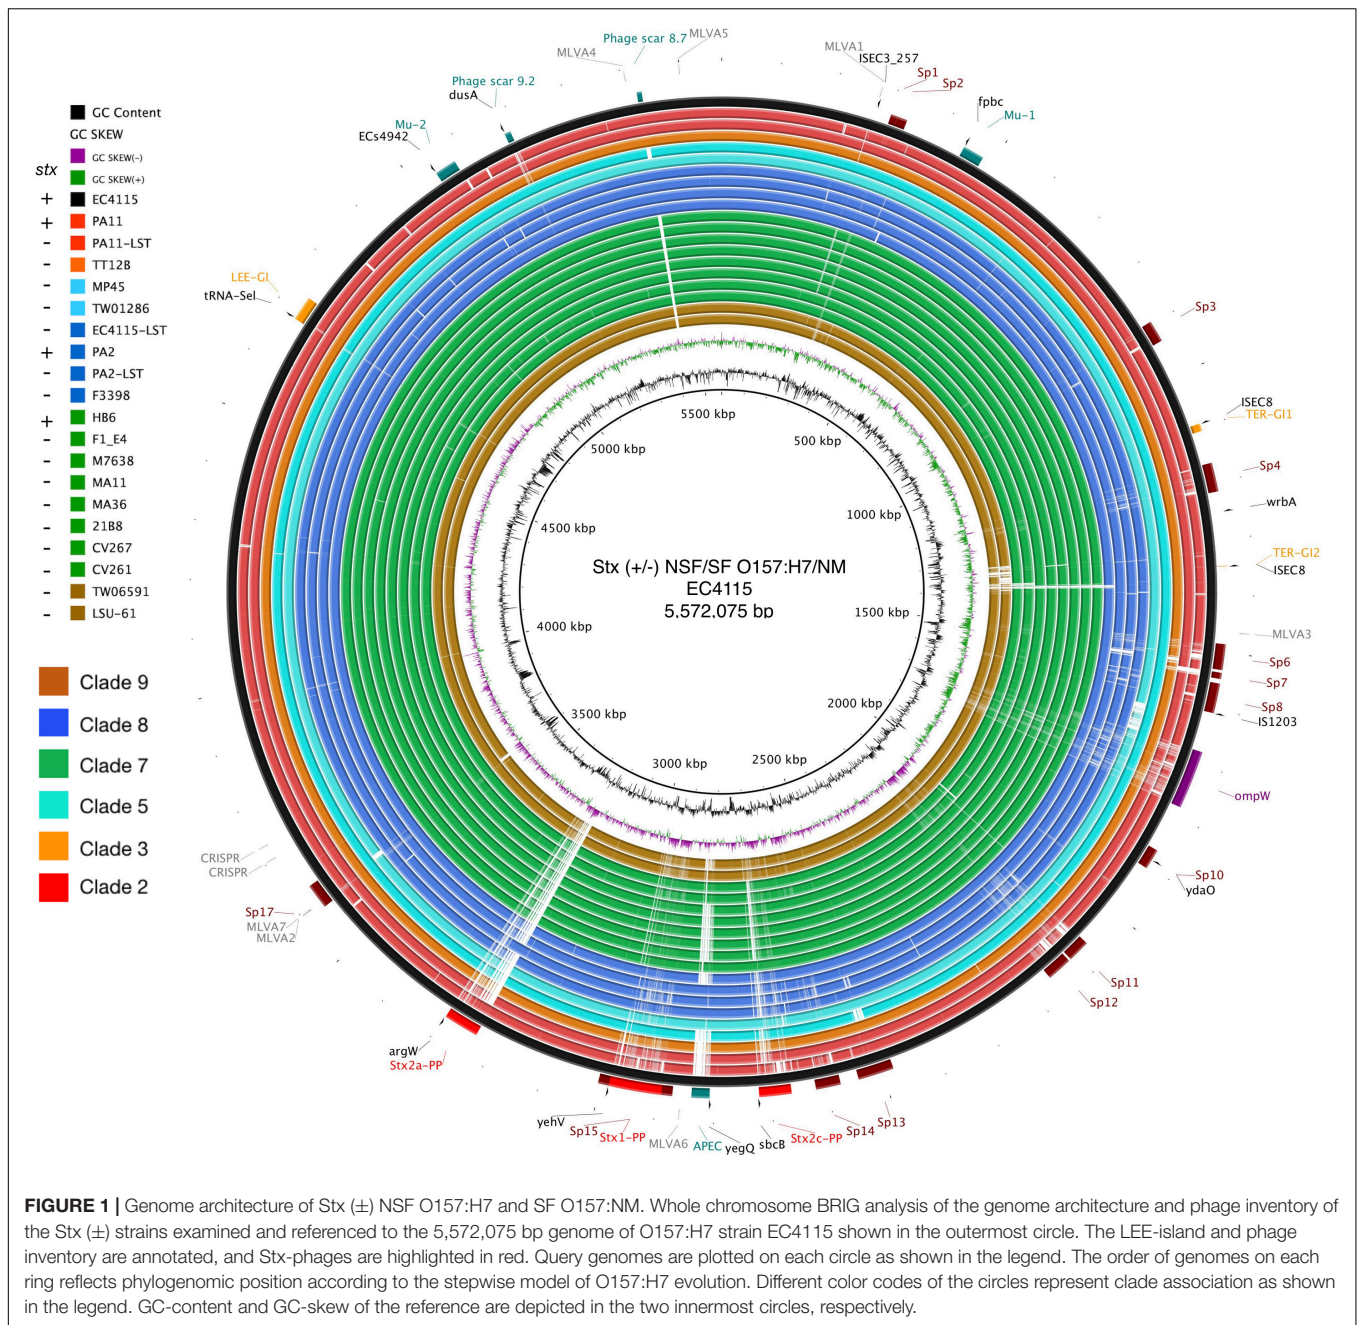 GC Content
GC SKEW
stx
GC SKEW(-)
GC SKEW(+)
+ EC4115
+ PA11
- PA11-LST
- TT12B
- MP45
- TW01286
- EC4115-LST
+ PA2
- PA2-LST
- F3398
+ HB6
- F1_E4
- M7638
- MA11
- MA36
- 21B8
- CV267
- CV261
- TW06591
- LSU-61
Clade 9
Clade 8
Clade 7
Clade 5
Clade 3
Clade 2
Phage scar 8.7
MLVA5
MLVA4
MLVA1
ISEC3_257
Sp1
Sp2
fpbc
Mu-1
Phage scar 9.2
dusA
Mu-2
ECs4942
LEE-GI
tRNA-Sel
Sp3
ISEC8
TER-GI1
Sp4
wrbA
TER-GI2
ISEC8
MLVA3
Sp6
Sp7
Sp8
IS1203
ompW
Sp10
ydaO
Sp11
Sp12
Sp13
Sp14
Stx2c-PP
sbcB
yegQ
APEC
MLVA6
Stx1-PP
Sp15
yehV
Stx2a-PP
argW
MLVA2
MLVA7
Sp17
CRISPR
CRISPR
5500 kbp
500 kbp
1000 kbp
1500 kbp
2000 kbp
2500 kbp
3000 kbp
3500 kbp
4000 kbp
4500 kbp
5000 kbp
Stx (+/-) NSF/SF O157:H7/NM
EC4115
5,572,075 bp
FIGURE 1 | Genome architecture of Stx (±) NSF O157:H7 and SF O157:NM. Whole chromosome BRIG analysis of the genome architecture and phage inventory of
the Stx (±) strains examined and referenced to the 5,572,075 bp genome of O157:H7 strain EC4115 shown in the outermost circle. The LEE-island and phage
inventory are annotated, and Stx-phages are highlighted in red. Query genomes are plotted on each circle as shown in the legend. The order of genomes on each
ring reflects phylogenomic position according to the stepwise model of O157:H7 evolution. Different color codes of the circles represent clade association as shown
in the legend. GC-content and GC-skew of the reference are depicted in the two innermost circles, respectively.